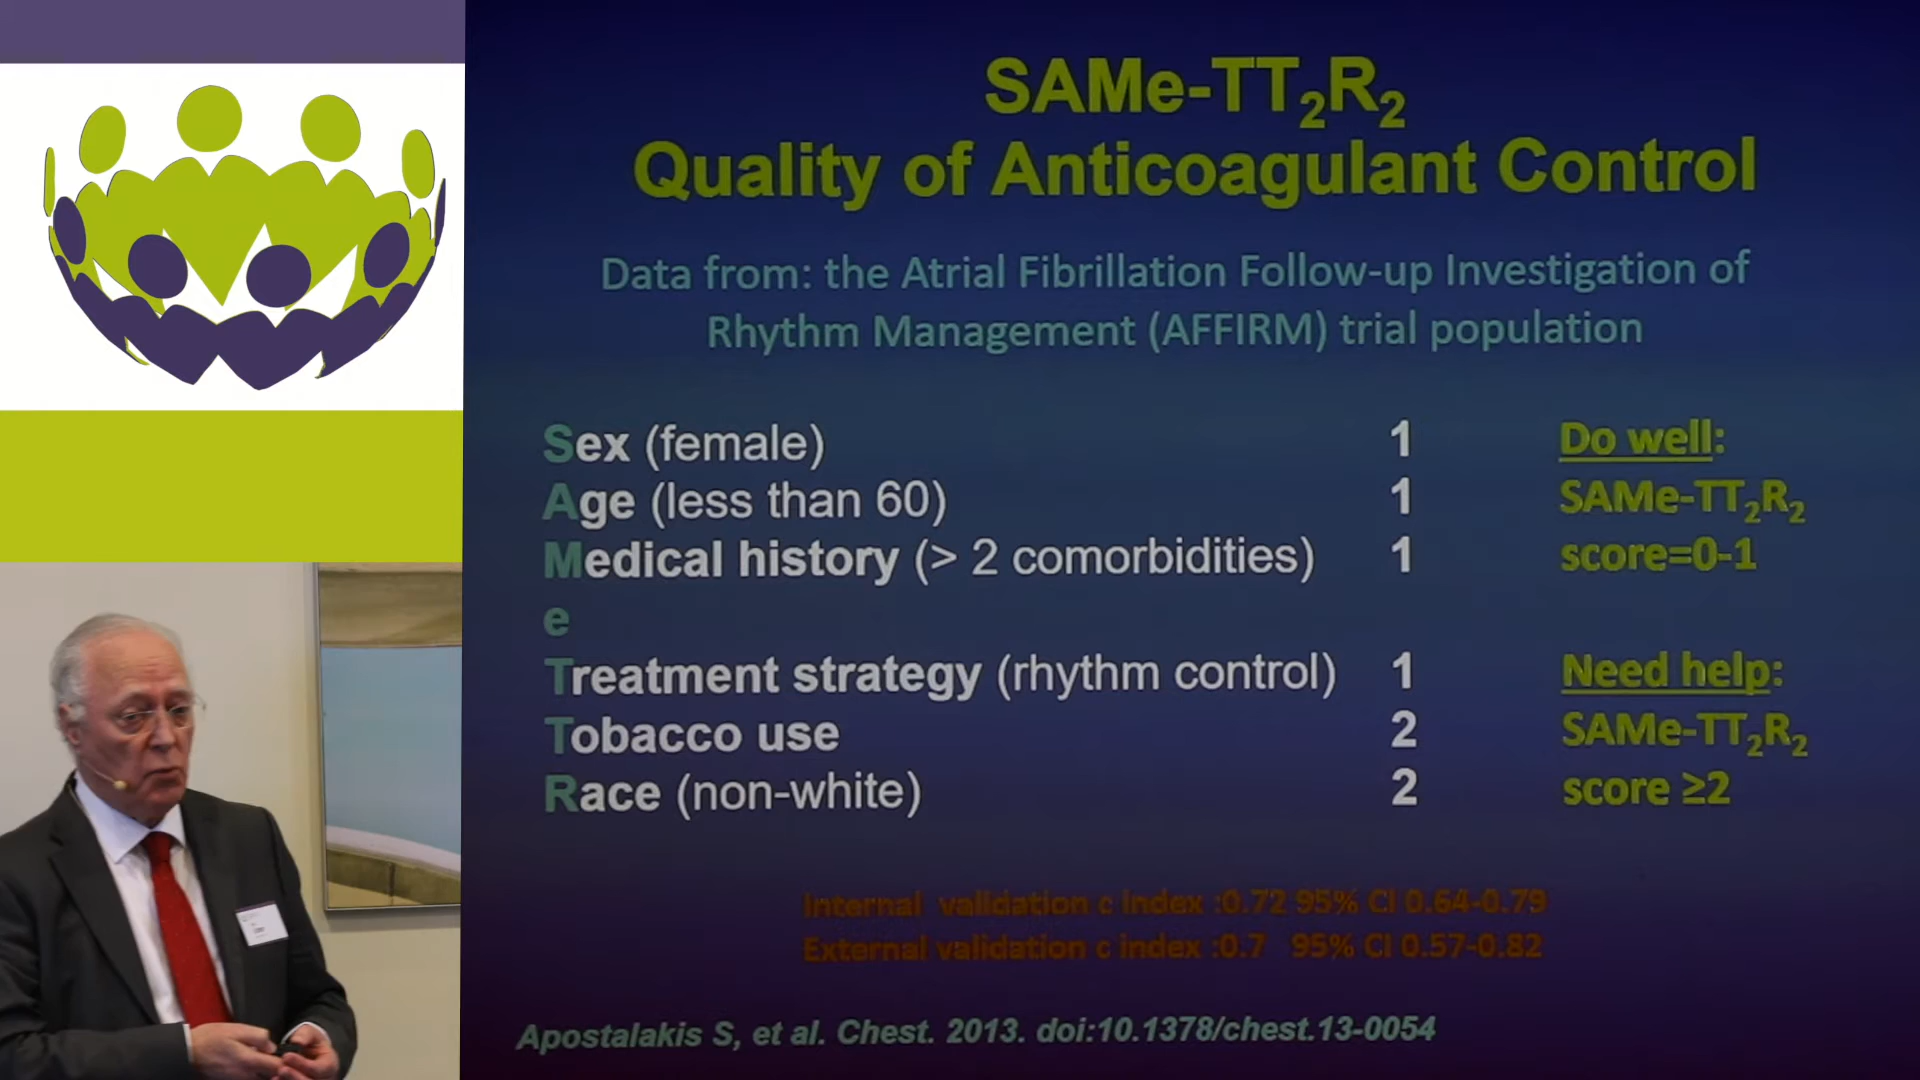 SAMe-TT₂R₂
Quality of Anticoagulant Control
Data from: the Atrial Fibrillation Follow-up Investigation of
Rhythm Management (AFFIRM) trial population
Sex (female) 1
Age (less than 60) 1
Medical history (> 2 comorbidities) 1
e
Treatment strategy (rhythm control) 1
Tobacco use 2
Race (non-white) 2
Do well:
SAMe-TT₂R₂
score=0-1
Need help:
SAMe-TT₂R₂
score ≥2
Internal validation c index :0.72 95% CI 0.64-0.79
External validation c index :0.7 95% CI 0.57-0.82
Apostalakis S, et al. Chest. 2013. doi:10.1378/chest.13-0054